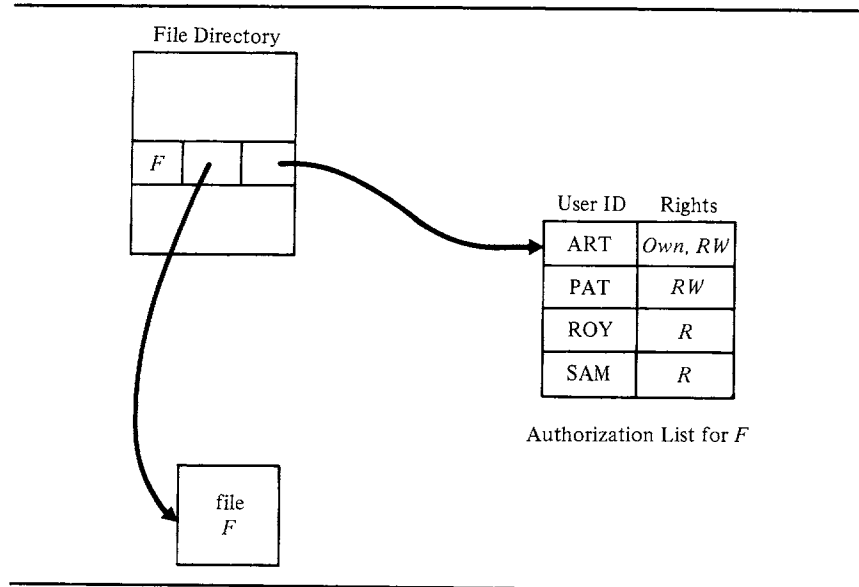 File Directory
F
User ID Rights
ART Own, RW
PAT RW
ROY R
SAM R
Authorization List for F
file
F